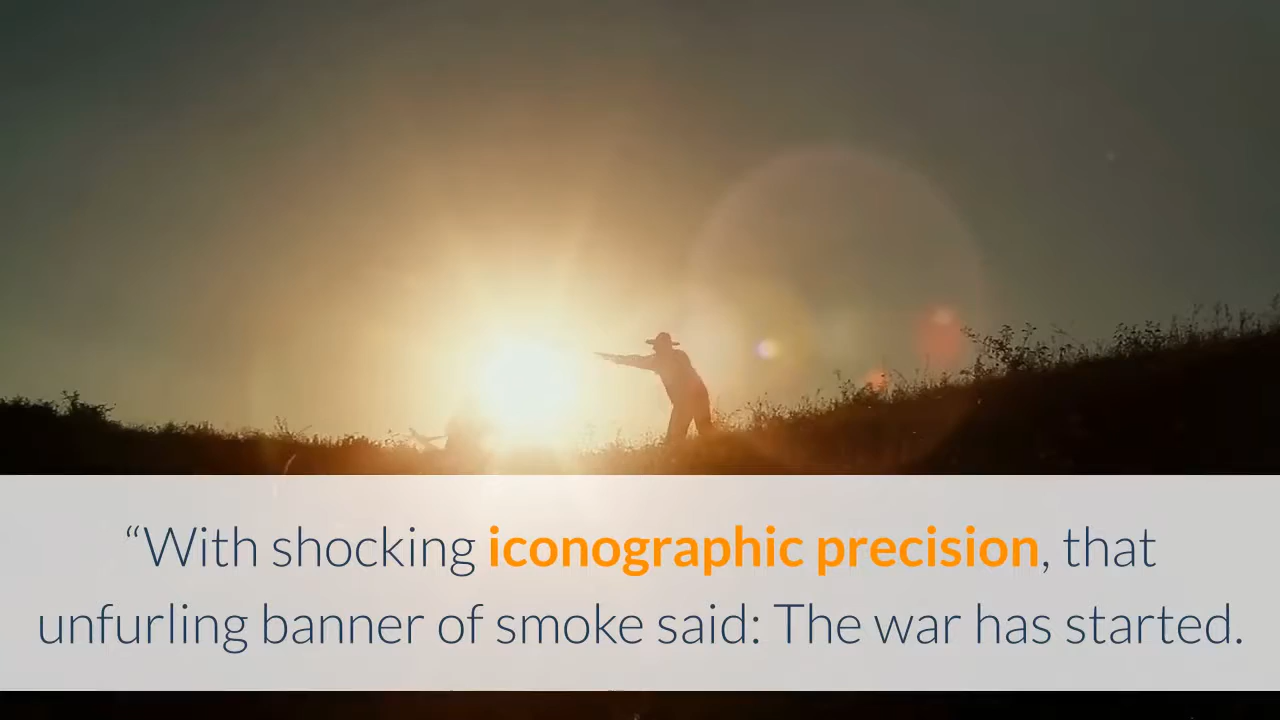 “With shocking iconographic precision, that
unfurling banner of smoke said: The war has started.